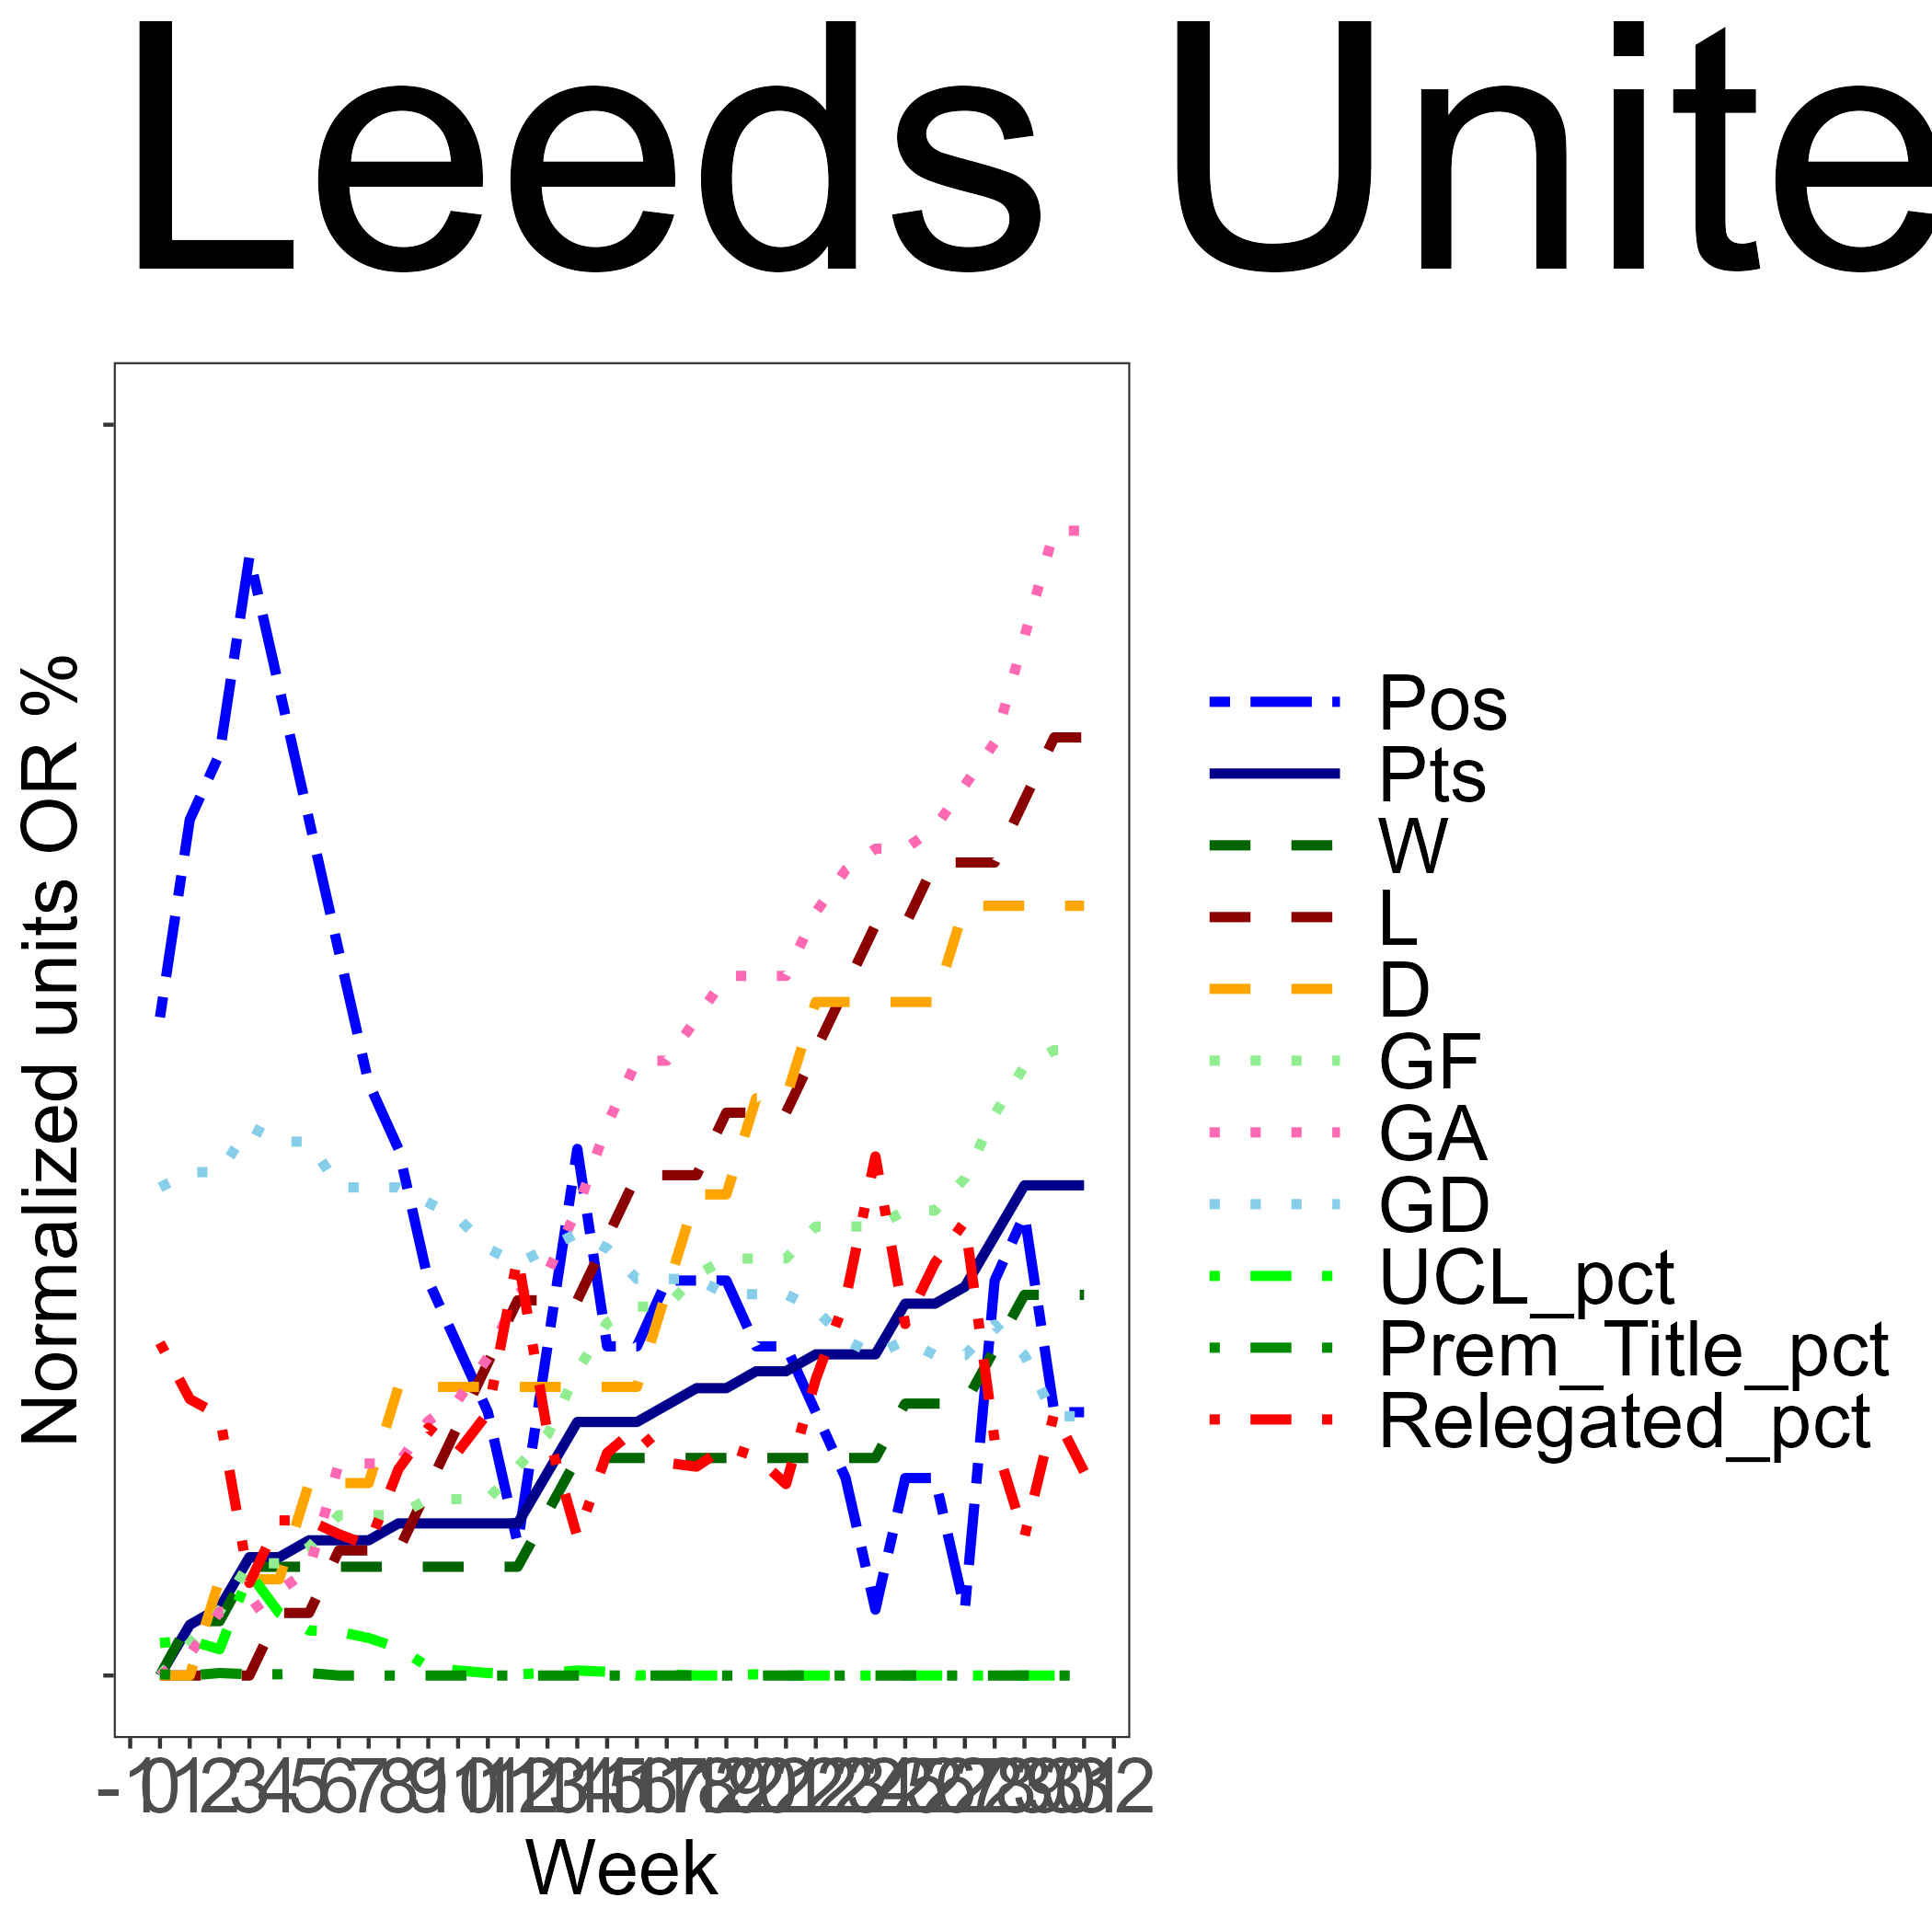 Leeds Unite
Normalized units OR %
Pos
Pts
W
L
D
GF
GA
GD
UCL_pct
Prem_Title_pct
Relegated_pct
Week